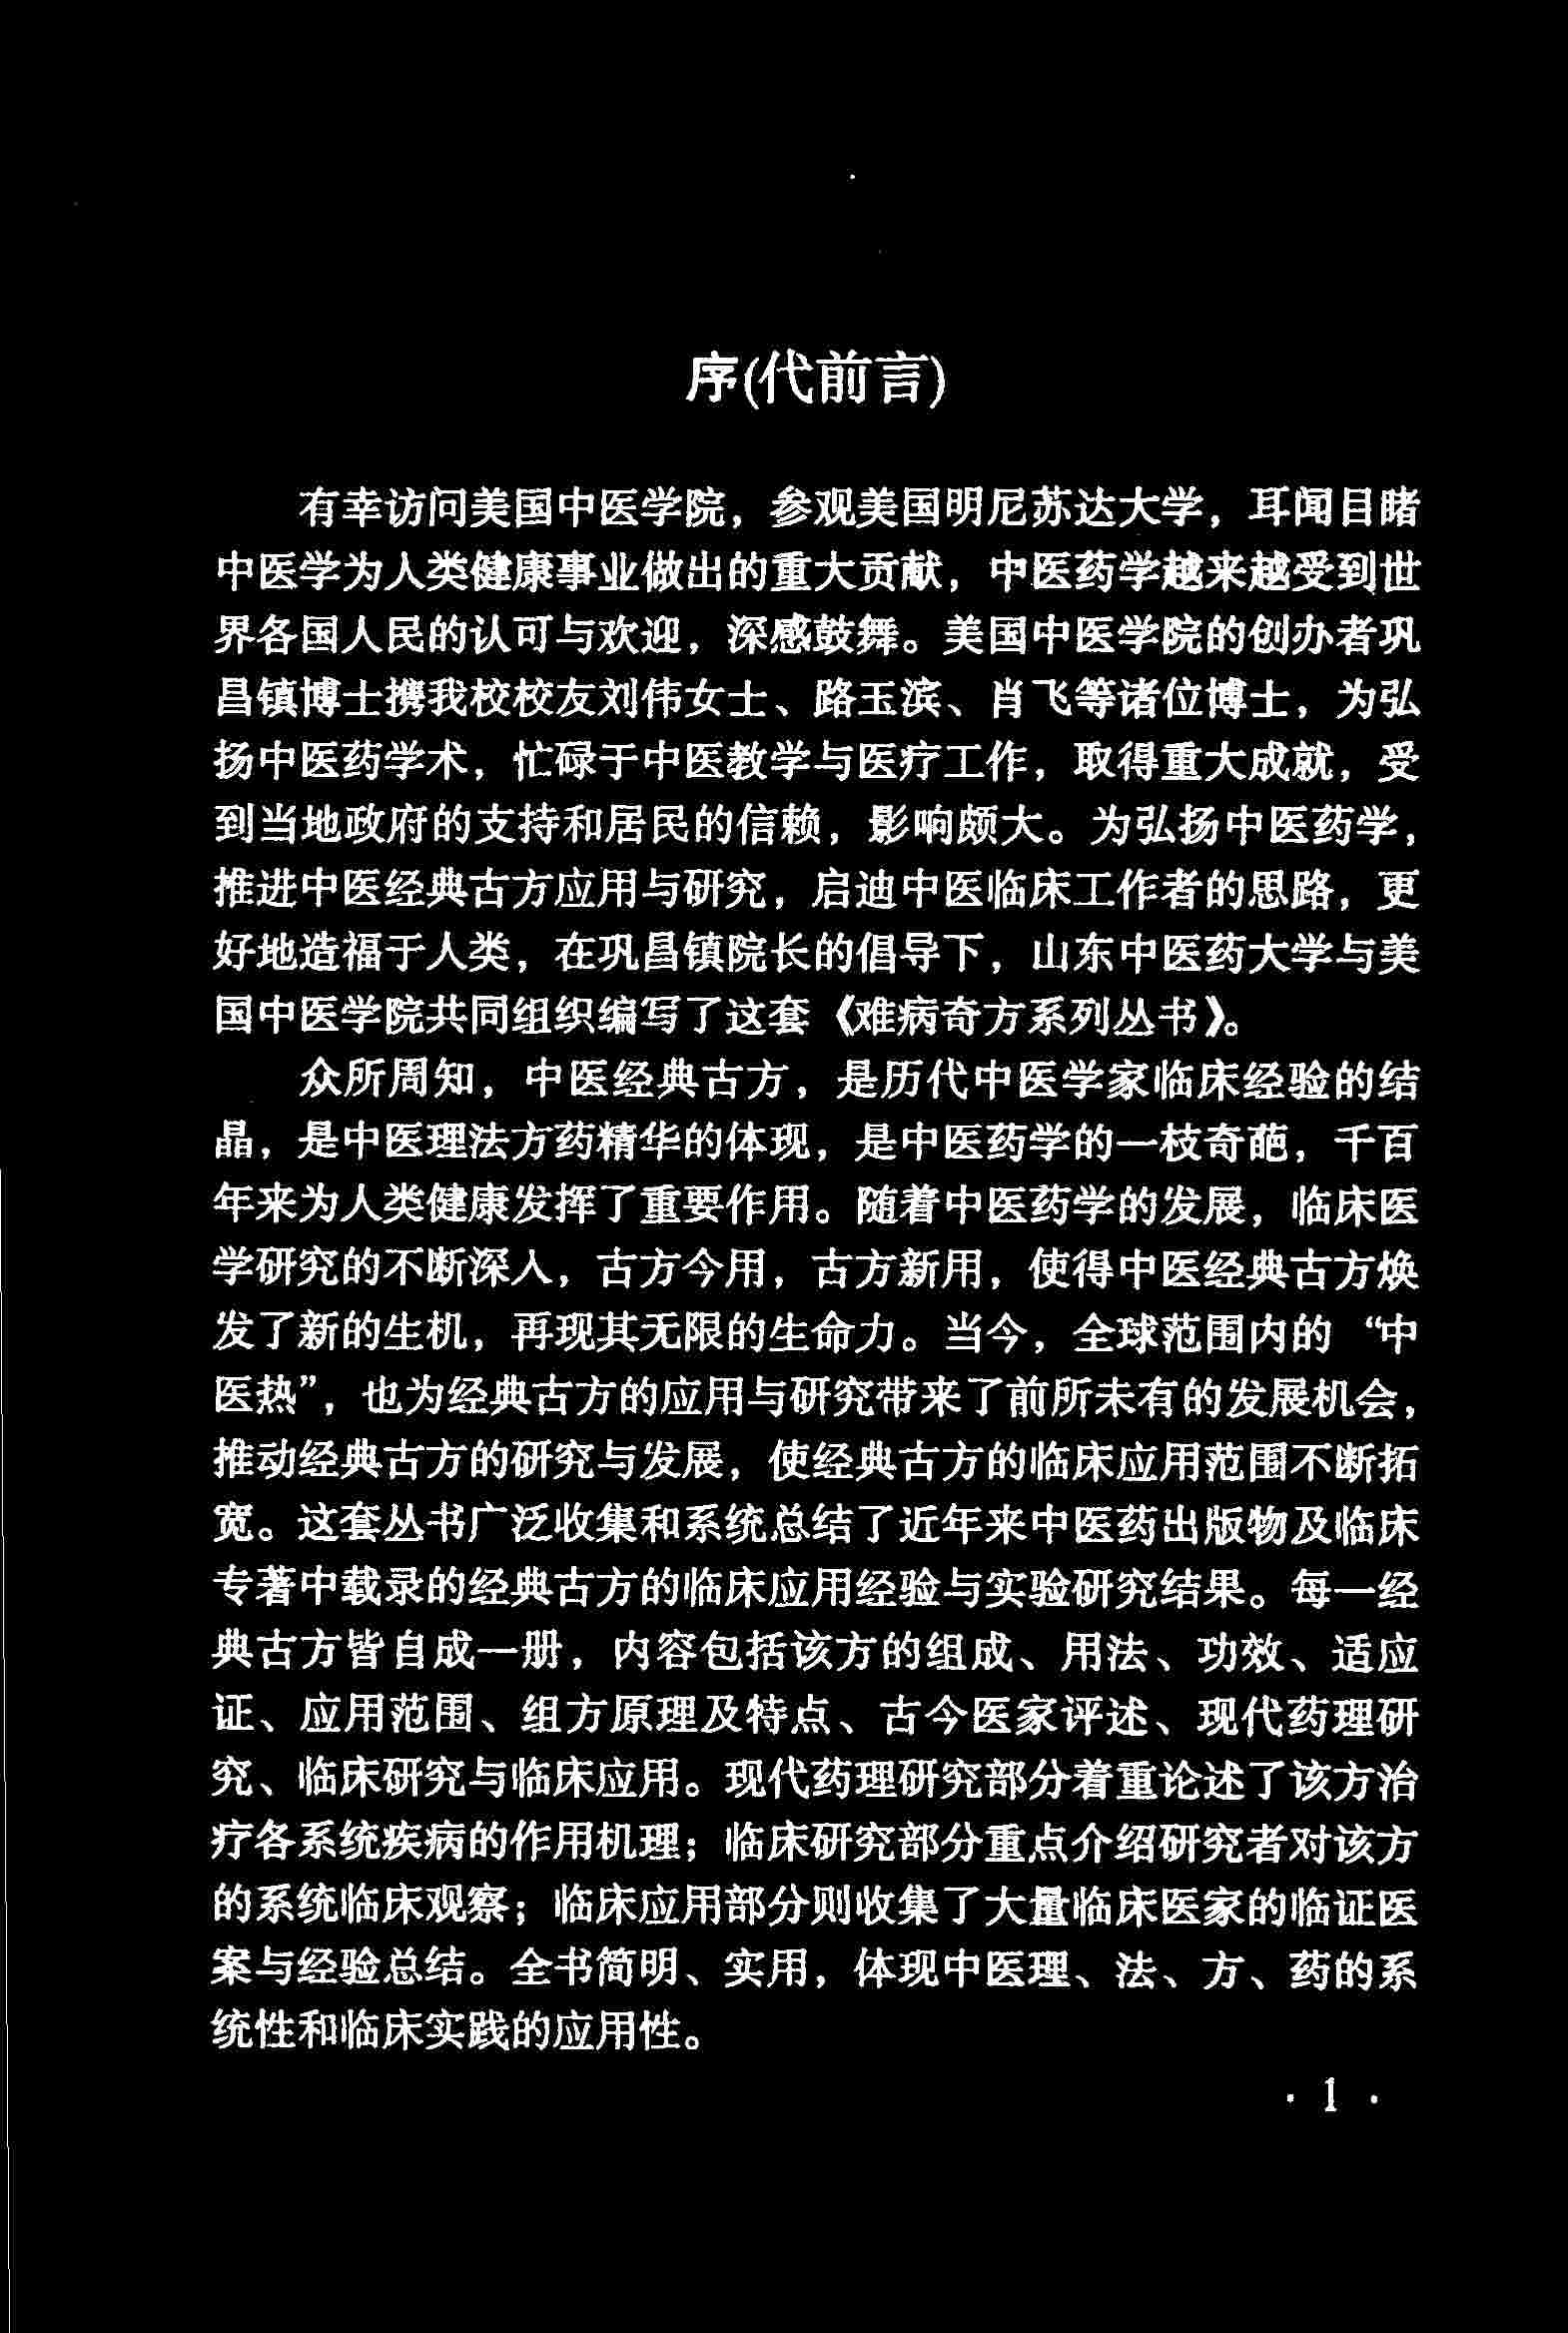 序(代前言)
有幸访问美国中医学院，参观美国明尼苏达大学，耳闻目睹
中医学为人类健康事业做出的重大贡献，中医药学越来越受到世
界各国人民的认可与欢迎，深感鼓舞。美国中医学院的创办者巩
昌镇博士携我校校友刘伟女士、路玉滨、肖飞等诸位博士，为弘
扬中医药学术，忙碌于中医教学与医疗工作，取得重大成就，受
到当地政府的支持和居民的信赖，影响颇大。为弘扬中医药学，
推进中医经典古方应用与研究，启迪中医临床工作者的思路，更
好地造福于人类，在巩昌镇院长的倡导下，山东中医药大学与美
国中医学院共同组织编写了这套《难病奇方系列丛书》。
众所周知，中医经典古方，是历代中医学家临床经验的结
晶，是中医理法方药精华的体现，是中医药学的一枝奇葩，千百
年来为人类健康发挥了重要作用。随着中医药学的发展，临床医
学研究的不断深入，古方今用，古方新用，使得中医经典古方焕
发了新的生机，再现其无限的生命力。当今，全球范围内的“中
医热”，也为经典古方的应用与研究带来了前所未有的发展机会，
推动经典古方的研究与发展，使经典古方的临床应用范围不断拓
宽。这套丛书广泛收集和系统总结了近年来中医药出版物及临床
专著中载录的经典古方的临床应用经验与实验研究结果。每一经
典古方皆自成一册，内容包括该方的组成、用法、功效、适应
证、应用范围、组方原理及特点、古今医家评述、现代药理研
究、临床研究与临床应用。现代药理研究部分着重论述了该方治
疗各系统疾病的作用机理；临床研究部分重点介绍研究者对该方
的系统临床观察；临床应用部分则收集了大量临床医家的临证医
案与经验总结。全书简明、实用，体现中医理、法、方、药的系
统性和临床实践的应用性。
· 1 ·